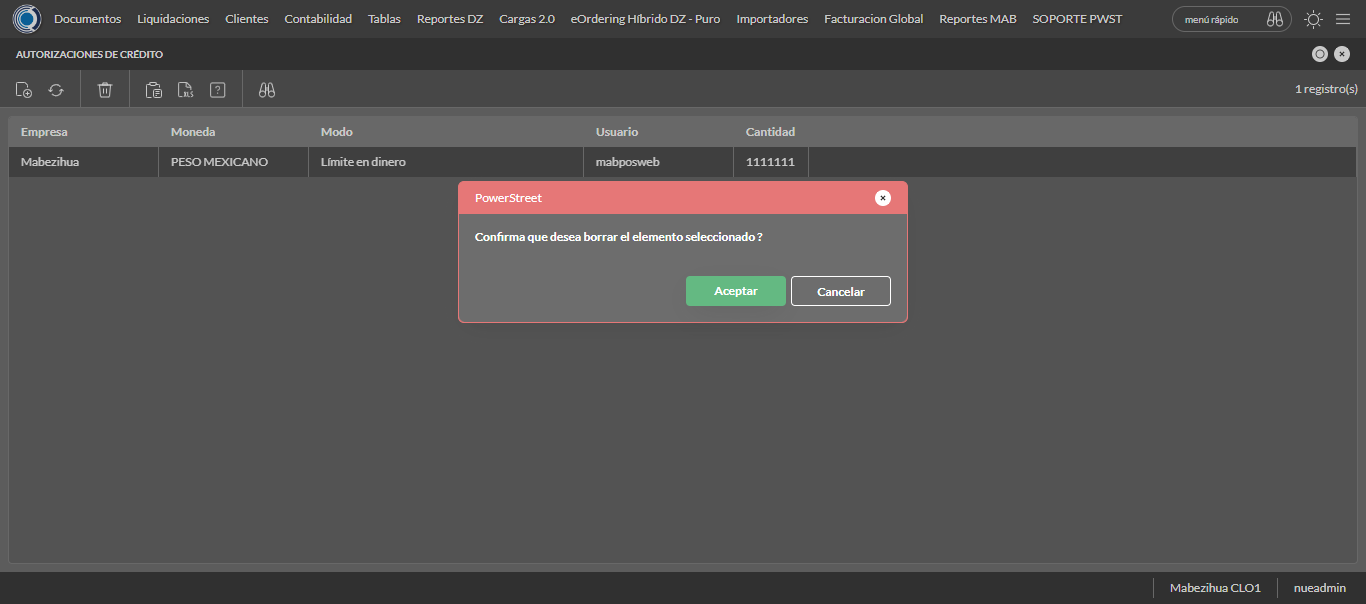 Documentos Liquidaciones Clientes Contabilidad Tablas Reportes DZ Cargas 2.0 eOrdering Híbrido DZ - Puro Importadores Facturacion Global Reportes MAB SOPORTE PWST menú rápido
AUTORIZACIONES DE CRÉDITO
XLS ? 1 registro(s)
Empresa Moneda Modo Usuario Cantidad
Mabezihua PESO MEXICANO Límite en dinero mabposweb 1111111
PowerStreet
Confirma que desea borrar el elemento seleccionado ?
Aceptar Cancelar
Mabezihua CLO1 nueadmin